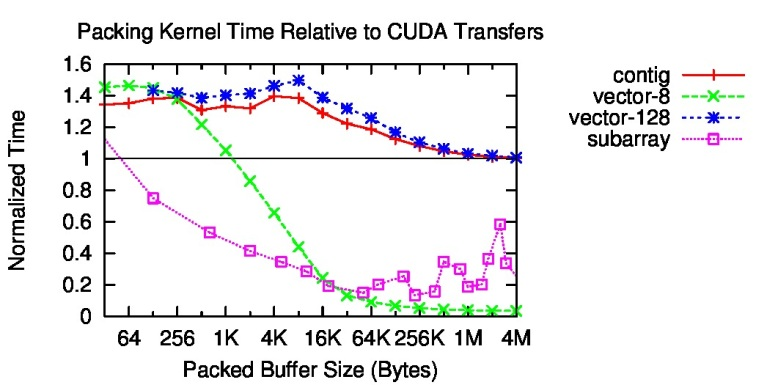 Packing Kernel Time Relative to CUDA Transfers
1.6
1.4
1.2
1
0.8
0.6
0.4
0.2
0
Normalized Time
64 256 1K 4K 16K 64K 256K 1M 4M
Packed Buffer Size (Bytes)
contig
vector-8
vector-128
subarray